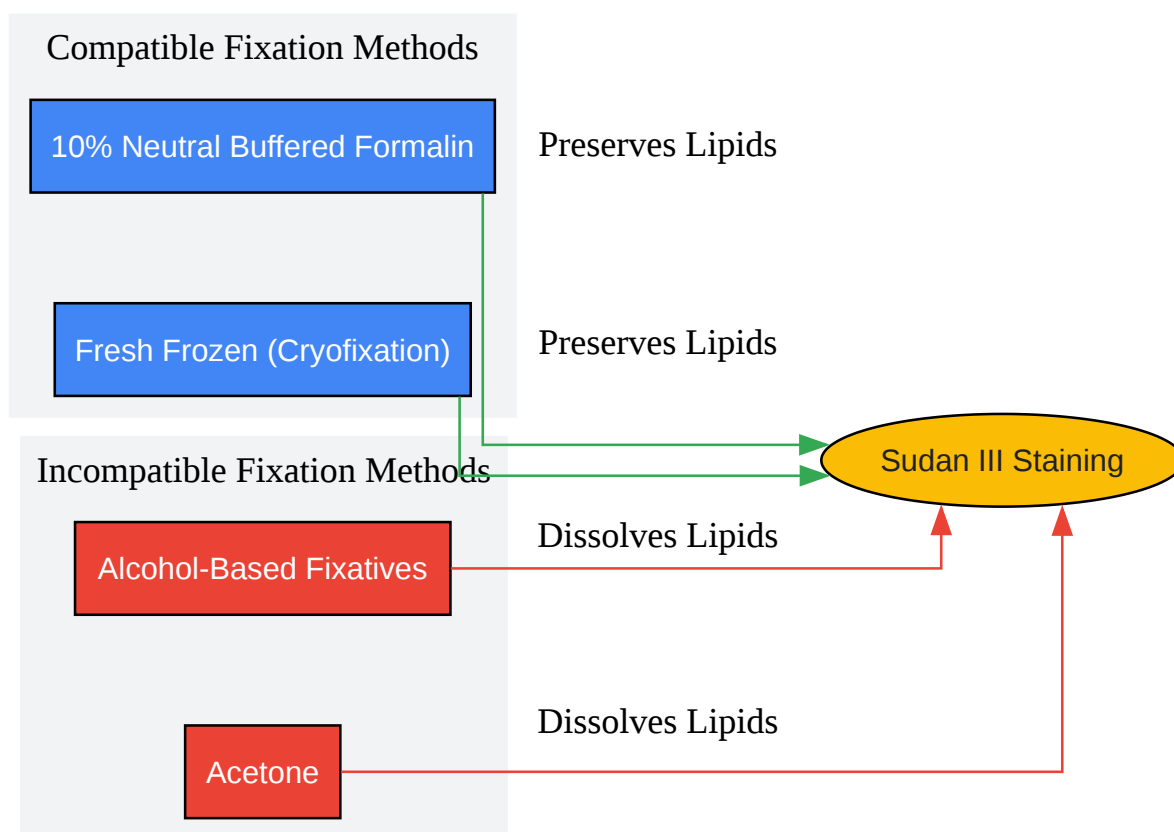 Compatible Fixation Methods
10% Neutral Buffered Formalin
Preserves Lipids
Fresh Frozen (Cryofixation)
Preserves Lipids
Sudan III Staining
Incompatible Fixation Methods
Alcohol-Based Fixatives
Dissolves Lipids
Acetone
Dissolves Lipids